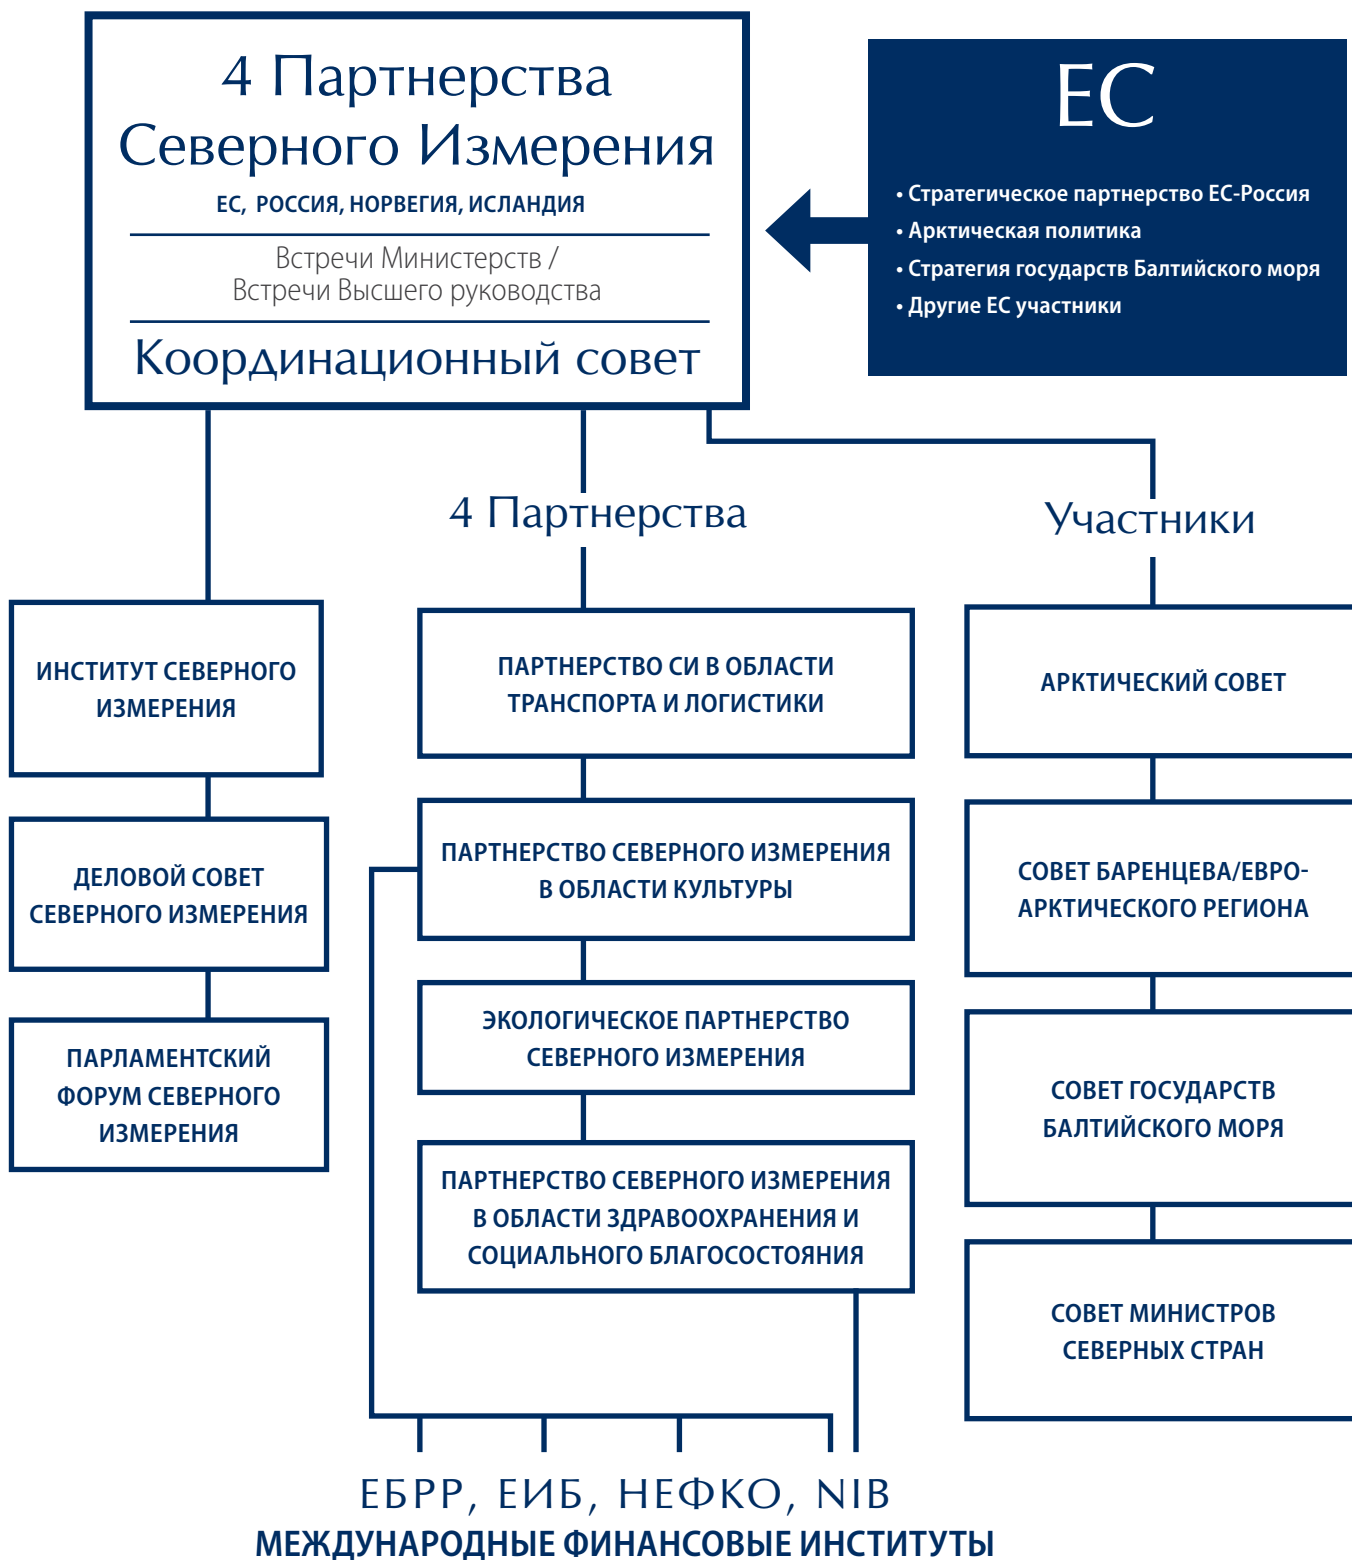 4 Партнерства
Северного Измерения
ЕС, РОССИЯ, НОРВЕГИЯ, ИСЛАНДИЯ
Встречи Министерств /
Встречи Высшего руководства
Координационный совет
ЕС
• Стратегическое партнерство ЕС-Россия
• Арктическая политика
• Стратегия государств Балтийского моря
• Другие ЕС участники
4 Партнерства
Участники
ИНСТИТУТ СЕВЕРНОГО
ИЗМЕРЕНИЯ
ДЕЛОВОЙ СОВЕТ
СЕВЕРНОГО ИЗМЕРЕНИЯ
ПАРЛАМЕНТСКИЙ
ФОРУМ СЕВЕРНОГО
ИЗМЕРЕНИЯ
ПАРТНЕРСТВО СИ В ОБЛАСТИ
ТРАНСПОРТА И ЛОГИСТИКИ
ПАРТНЕРСТВО СЕВЕРНОГО ИЗМЕРЕНИЯ
В ОБЛАСТИ КУЛЬТУРЫ
ЭКОЛОГИЧЕСКОЕ ПАРТНЕРСТВО
СЕВЕРНОГО ИЗМЕРЕНИЯ
ПАРТНЕРСТВО СЕВЕРНОГО ИЗМЕРЕНИЯ
В ОБЛАСТИ ЗДРАВООХРАНЕНИЯ И
СОЦИАЛЬНОГО БЛАГОСОСТОЯНИЯ
АРКТИЧЕСКИЙ СОВЕТ
СОВЕТ БАРЕНЦЕВА/ЕВРО-
АРКТИЧЕСКОГО РЕГИОНА
СОВЕТ ГОСУДАРСТВ
БАЛТИЙСКОГО МОРЯ
СОВЕТ МИНИСТРОВ
СЕВЕРНЫХ СТРАН
ЕБРР, ЕИБ, НЕФКО, NIB
МЕЖДУНАРОДНЫЕ ФИНАНСОВЫЕ ИНСТИТУТЫ